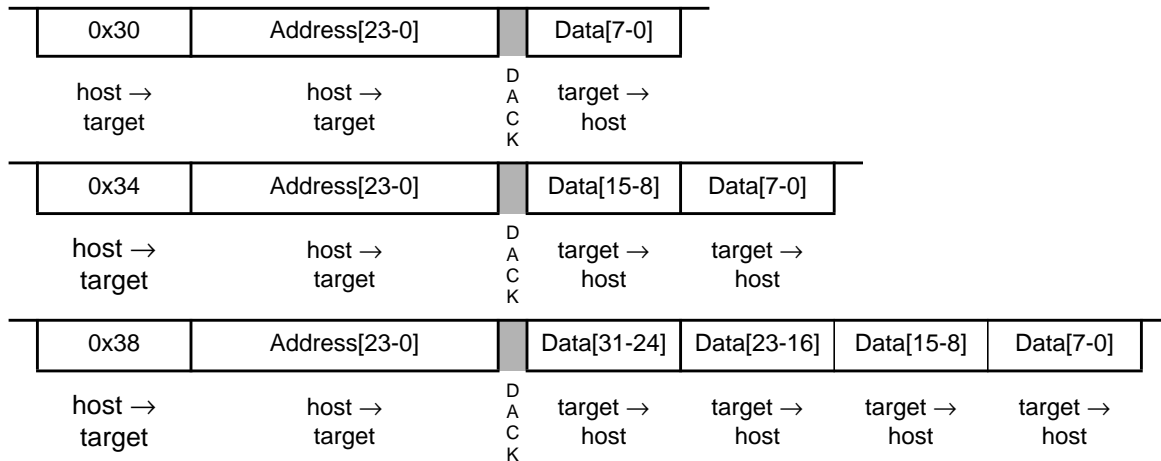 0x30 Address[23-0] Data[7-0]
host → host → D A C K target →
target target host
0x34 Address[23-0] Data[15-8] Data[7-0]
host → host → D A C K target → target →
target target host host
0x38 Address[23-0] Data[31-24] Data[23-16] Data[15-8] Data[7-0]
host → host → D A C K target → target → target → target →
target target host host host host